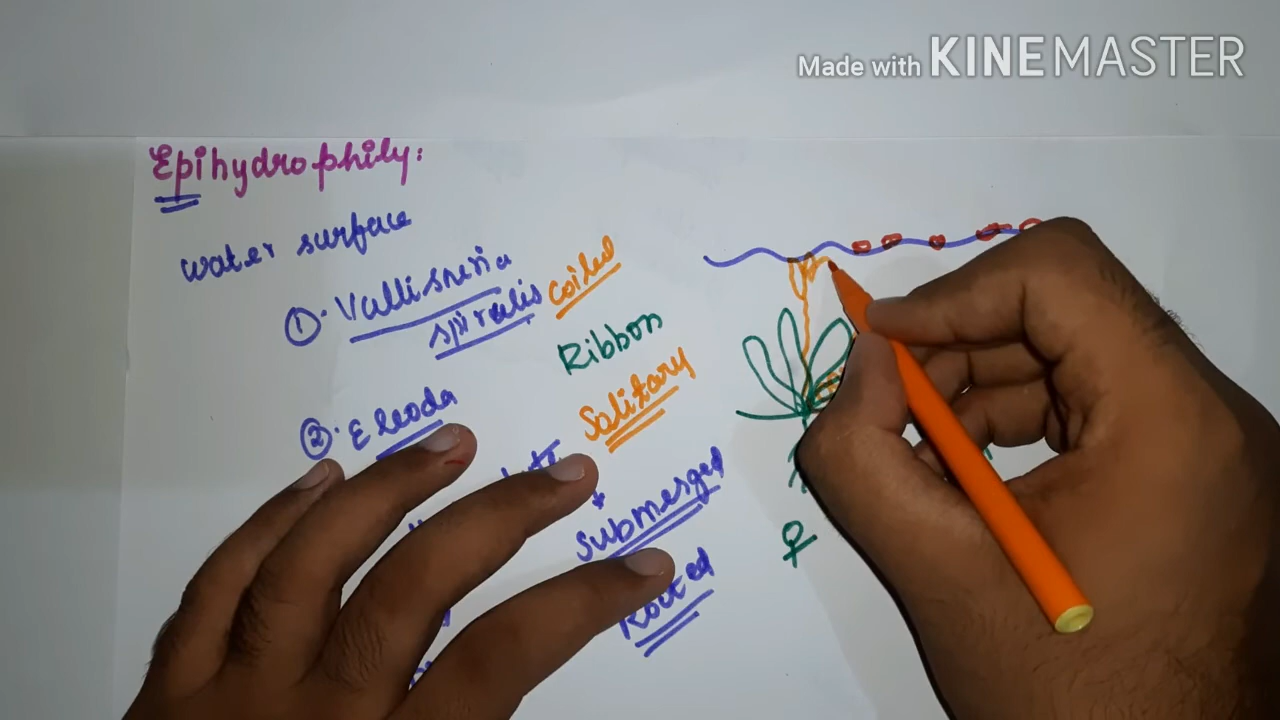 Made with KINEMASTER
Epihydrophily:
water surface
①. Vallisneria
spiralis coiled
Ribbon
②. Eleoda
Solitary
Submerged
Rooted
♀